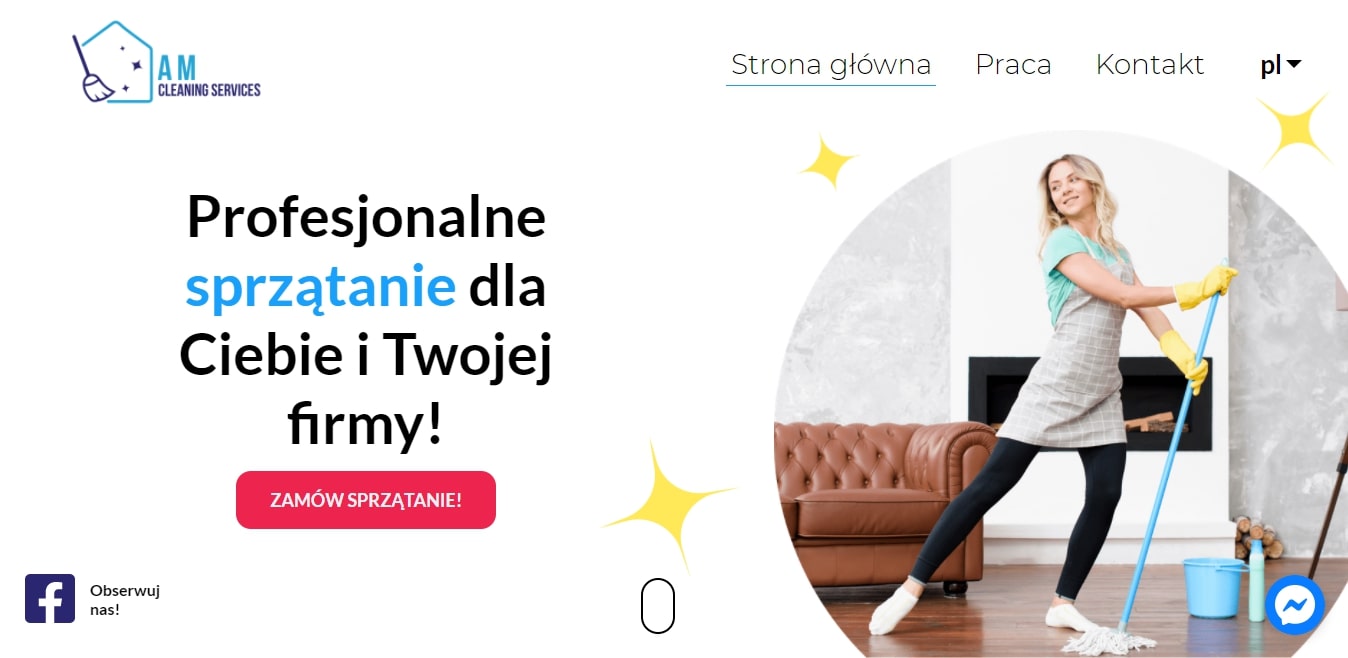 A M
CLEANING SERVICES
Strona główna
Praca
Kontakt
pl
Profesjonalne
sprzątanie dla
Ciebie i Twojej
firmy!
ZAMÓW SPRZĄTANIE!
Obserwuj
nas!